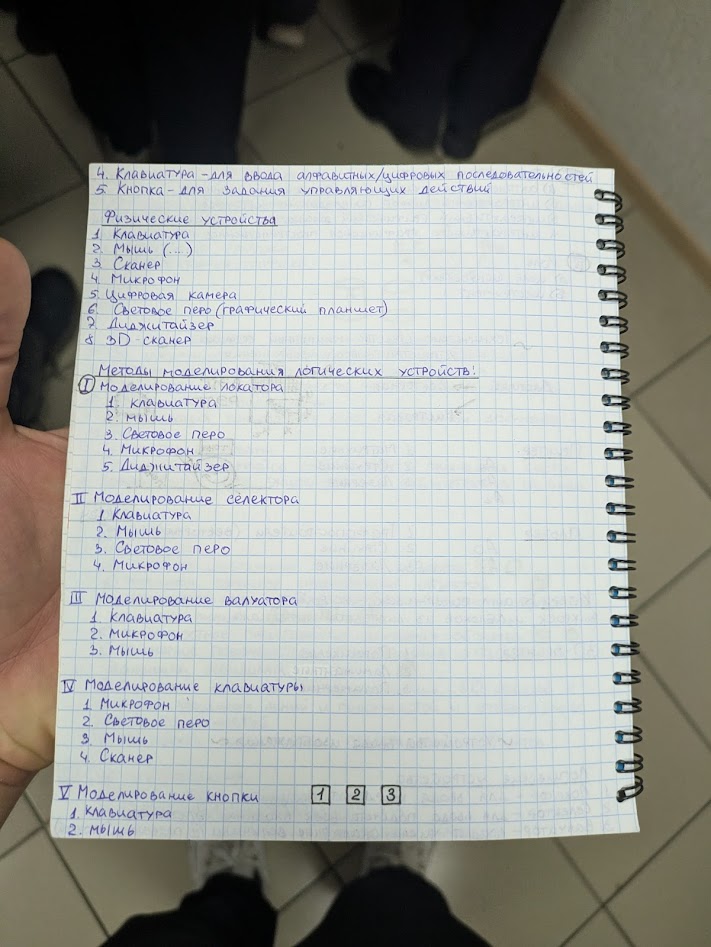 4. Клавиатура - для ввода алфавитных/цифровых последовательностей
5. Кнопка - для задания управляющих действий
Физические устройства
1. Клавиатура
2. Мышь (...)
3. Сканер
4. Микрофон
5. Цифровая камера
6. Световое перо (графический планшет)
7. Диджитайзер
8. 3D-сканер
Методы моделирования логических устройств:
I Моделирование локатора
1. Клавиатура
2. Мышь
3. Световое перо
4. Микрофон
5. Диджитайзер
II Моделирование селектора
1. Клавиатура
2. Мышь
3. Световое перо
4. Микрофон
III Моделирование валуатора
1. Клавиатура
2. Микрофон
3. Мышь
IV Моделирование клавиатуры
1. Микрофон
2. Световое перо
3. Мышь
4. Сканер
V Моделирование кнопки 1 2 3
1. Клавиатура
2. Мышь